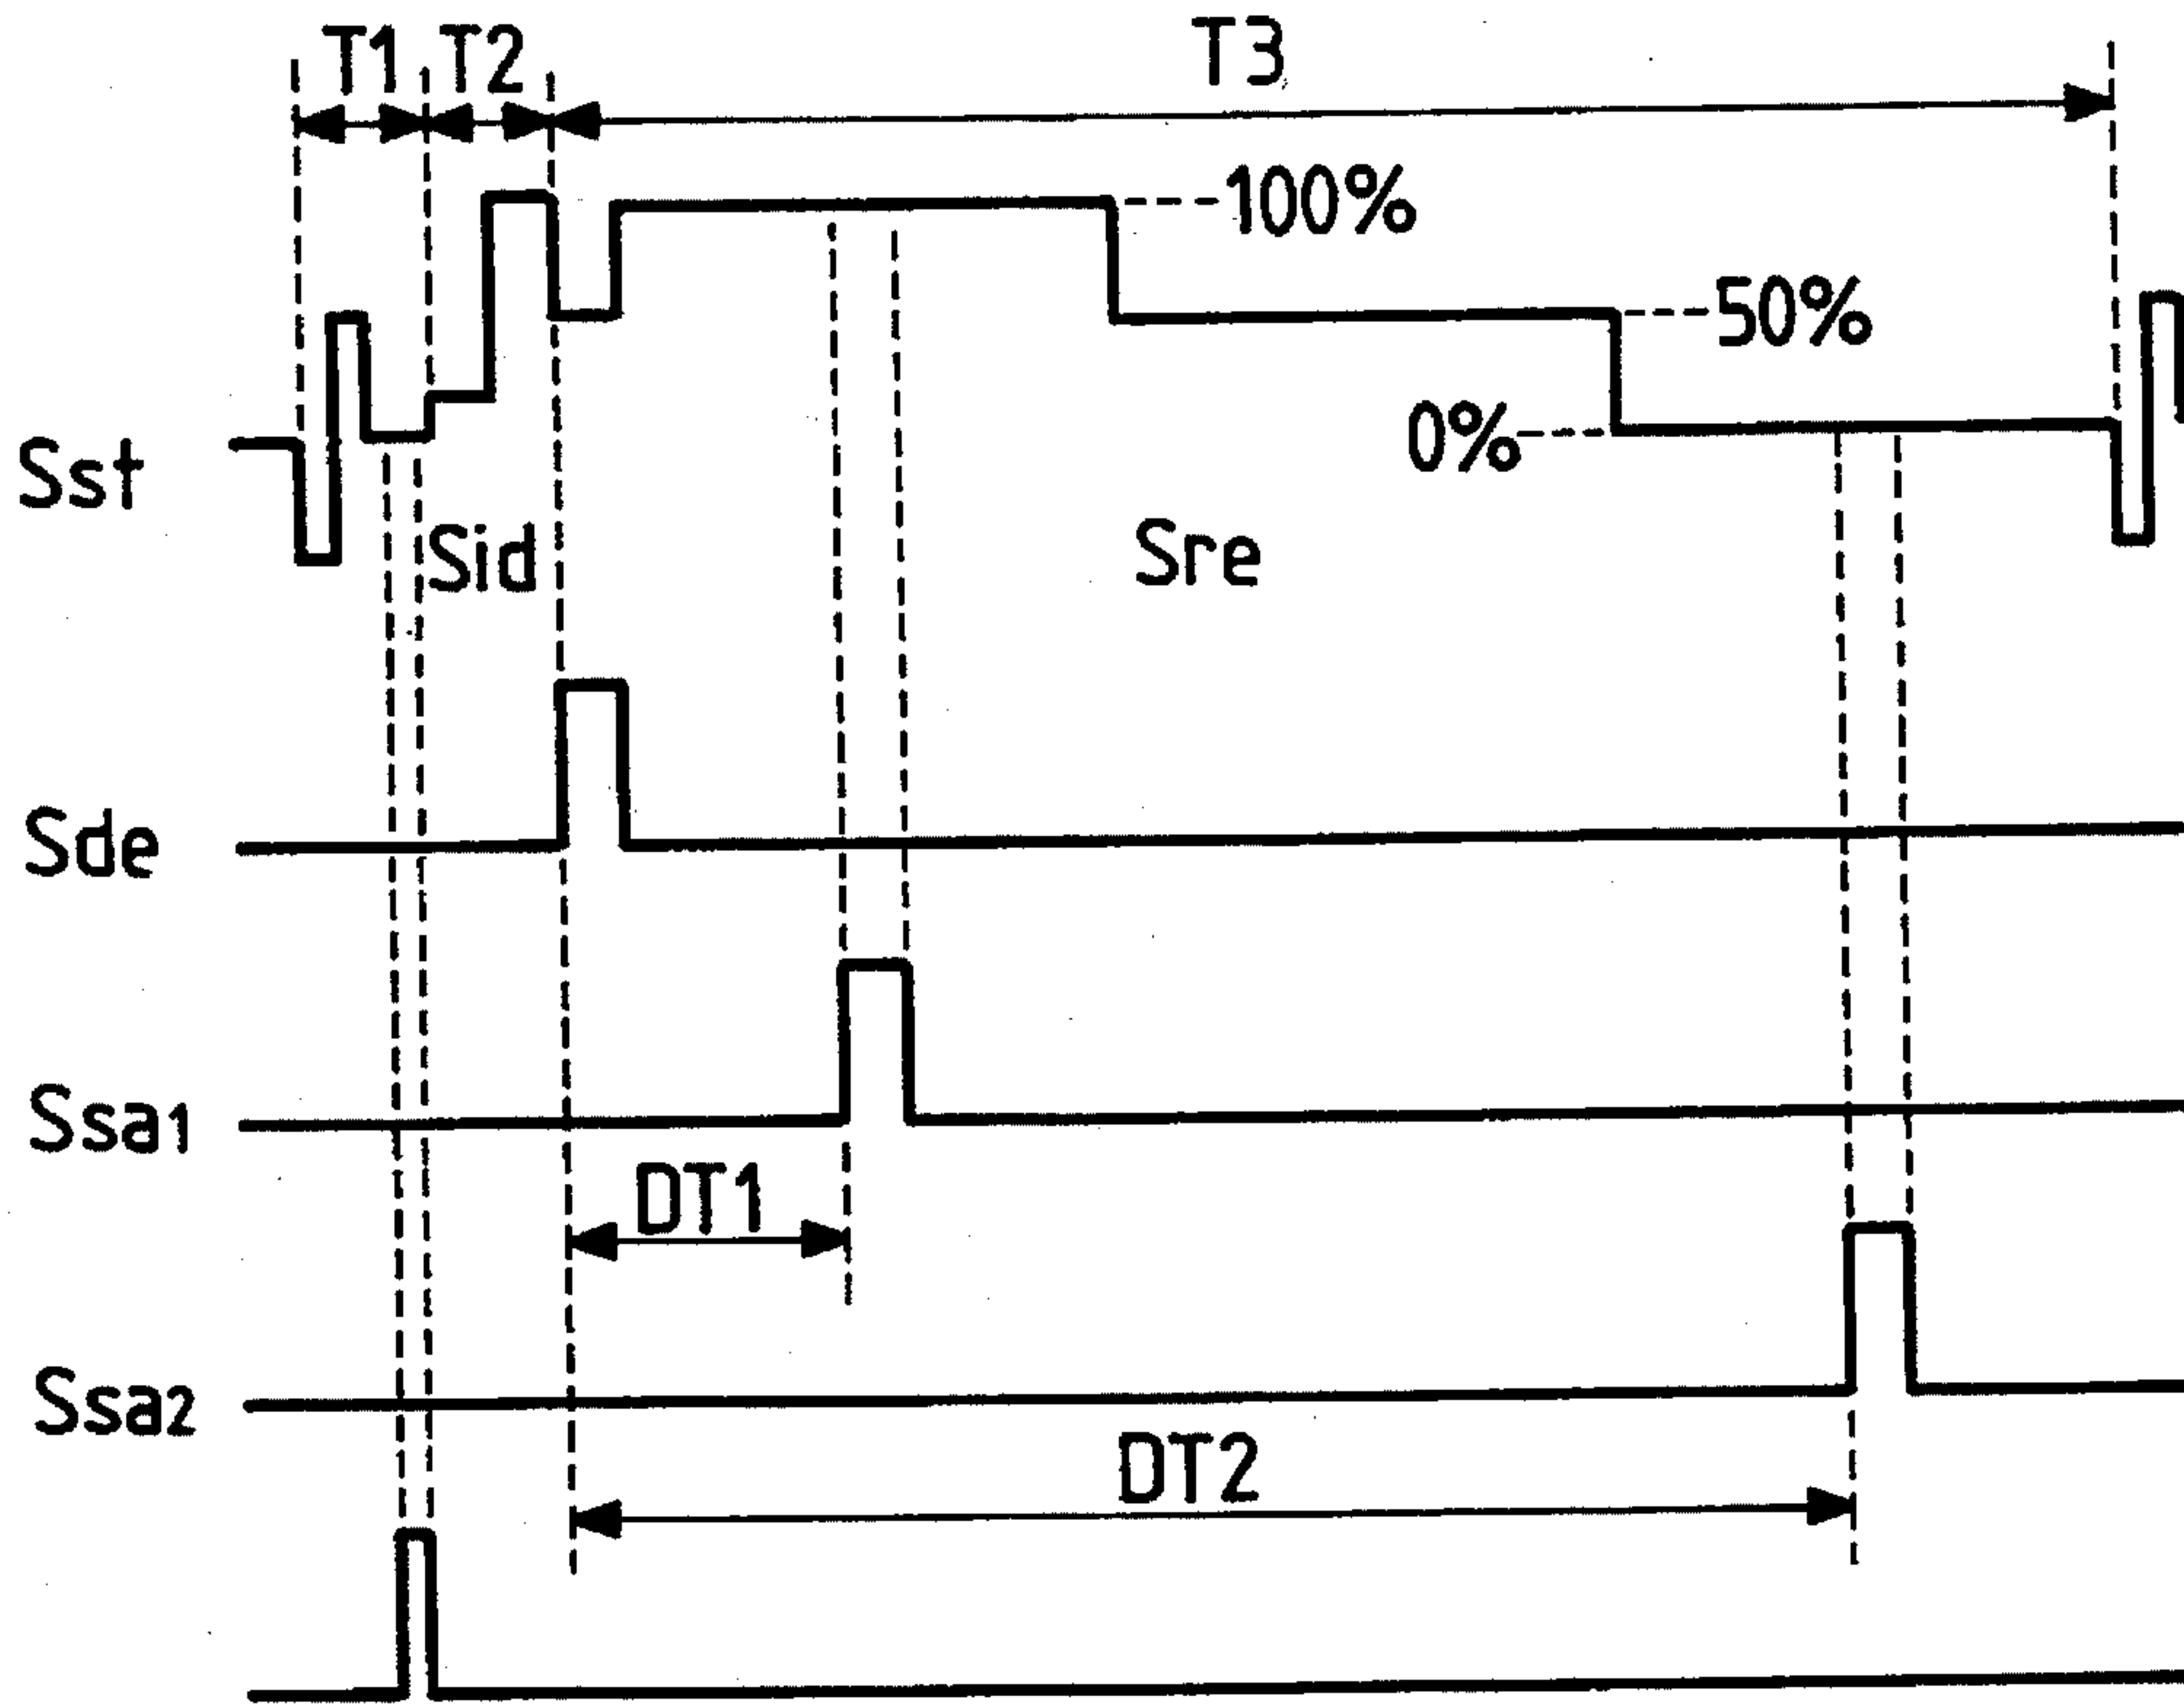 T1 T2 T3
100%
50%
0%
Sst
Sid
Sre
Sde
Ssa1
DT1
Ssa2
DT2